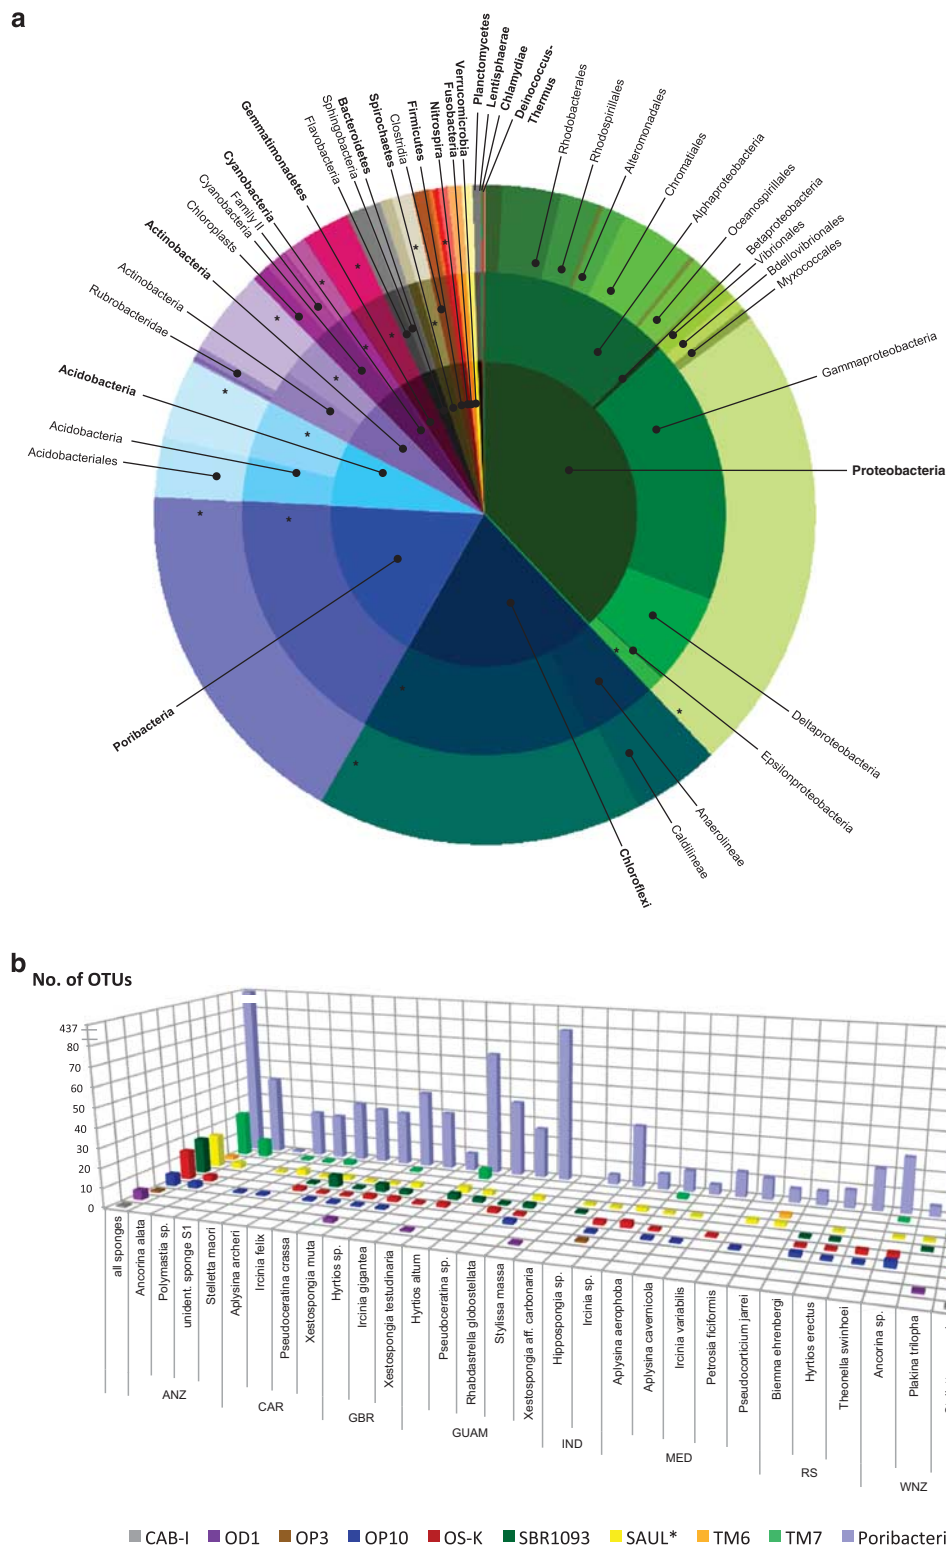 a
Planctomycetes
Lentisphaerae
Chlamydiae
Deinococcus-
Thermus
Verrucomicrobia
Fusobacteria
Nitrospira
Firmicutes
Clostridia
Spirochaetes
Bacteroidetes
Sphingobacteria
Flavobacteria
Gemmatimonadetes
Cyanobacteria
Family II
Cyanobacteria
Chloroplasts
Actinobacteria
Actinobacteria
Rubrobacteridae
Acidobacteria
Acidobacteria
Acidobacteriales
Poribacteria
Rhodobacterales
Rhodospirillales
Alteromonadales
Chromatiales
Alphaproteobacteria
Oceanospirillales
Betaproteobacteria
Vibrionales
Bdellovibrionales
Myxococcales
Gammaproteobacteria
Proteobacteria
Deltaproteobacteria
Epsilonproteobacteria
Anaerolineae
Caldilineae
Chloroflexi
* * * * * * * * * * * * * * * * * *
b
No. of OTUs
437
80
70
60
50
40
30
20
10
0
all sponges
Ancorina alata
Polymastia sp.
unident. sponge S1
Stelletta maori
Aplysina archeri
Ircinia felix
Pseudoceratina crassa
Xestospongia muta
Hyrtios sp.
Ircinia gigantea
Xestospongia testudinaria
Hyrtios altum
Pseudoceratina sp.
Rhabdastrella globostellata
Stylissa massa
Xestospongia aff. carbonaria
Hippospongia sp.
Ircinia sp.
Aplysina aerophoba
Aplysina cavernicola
Ircinia variabilis
Petrosia ficiformis
Pseudocorticium jarrei
Biemna ehrenbergi
Hyrtios erectus
Theonella swinhoei
Ancorina sp.
Plakina trilopha
ANZ
CAR
GBR
GUAM
IND
MED
RS
WNZ
CAB-I OD1 OP3 OP10 OS-K SBR1093 SAUL* TM6 TM7 Poribacteri